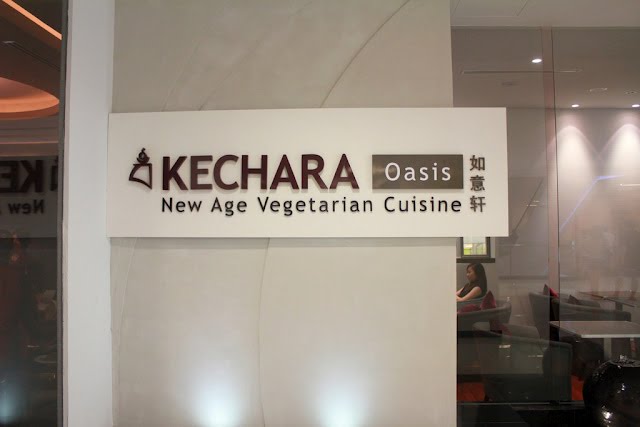 KECHARA Oasis
New Age Vegetarian Cuisine
如意轩